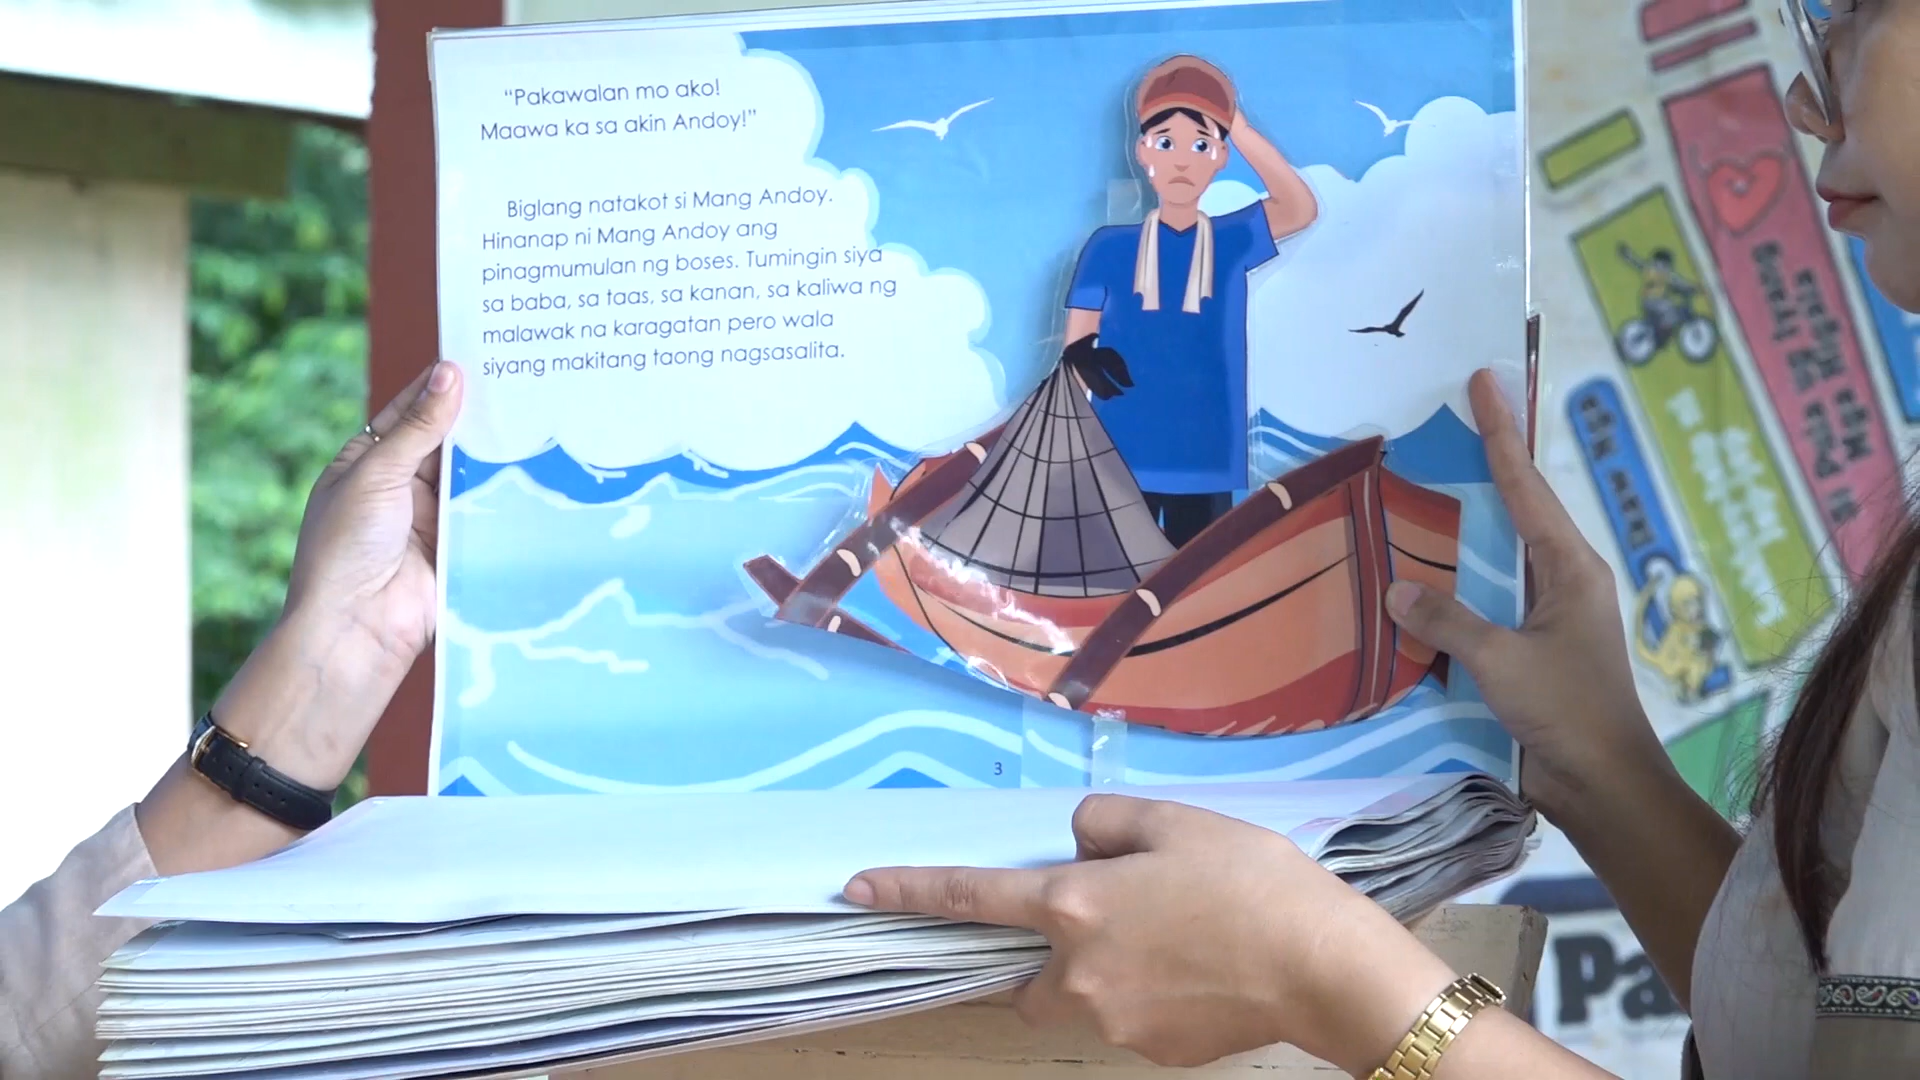 “Pakawalan mo ako!
Maawa ka sa akin Andoy!”
Biglang natakot si Mang Andoy.
Hinanap ni Mang Andoy ang
pinagmumulan ng boses. Tumingin siya
sa baba, sa taas, sa kanan, sa kaliwa ng
malawak na karagatan pero wala
siyang makitang taong nagsasalita.
3
Pa